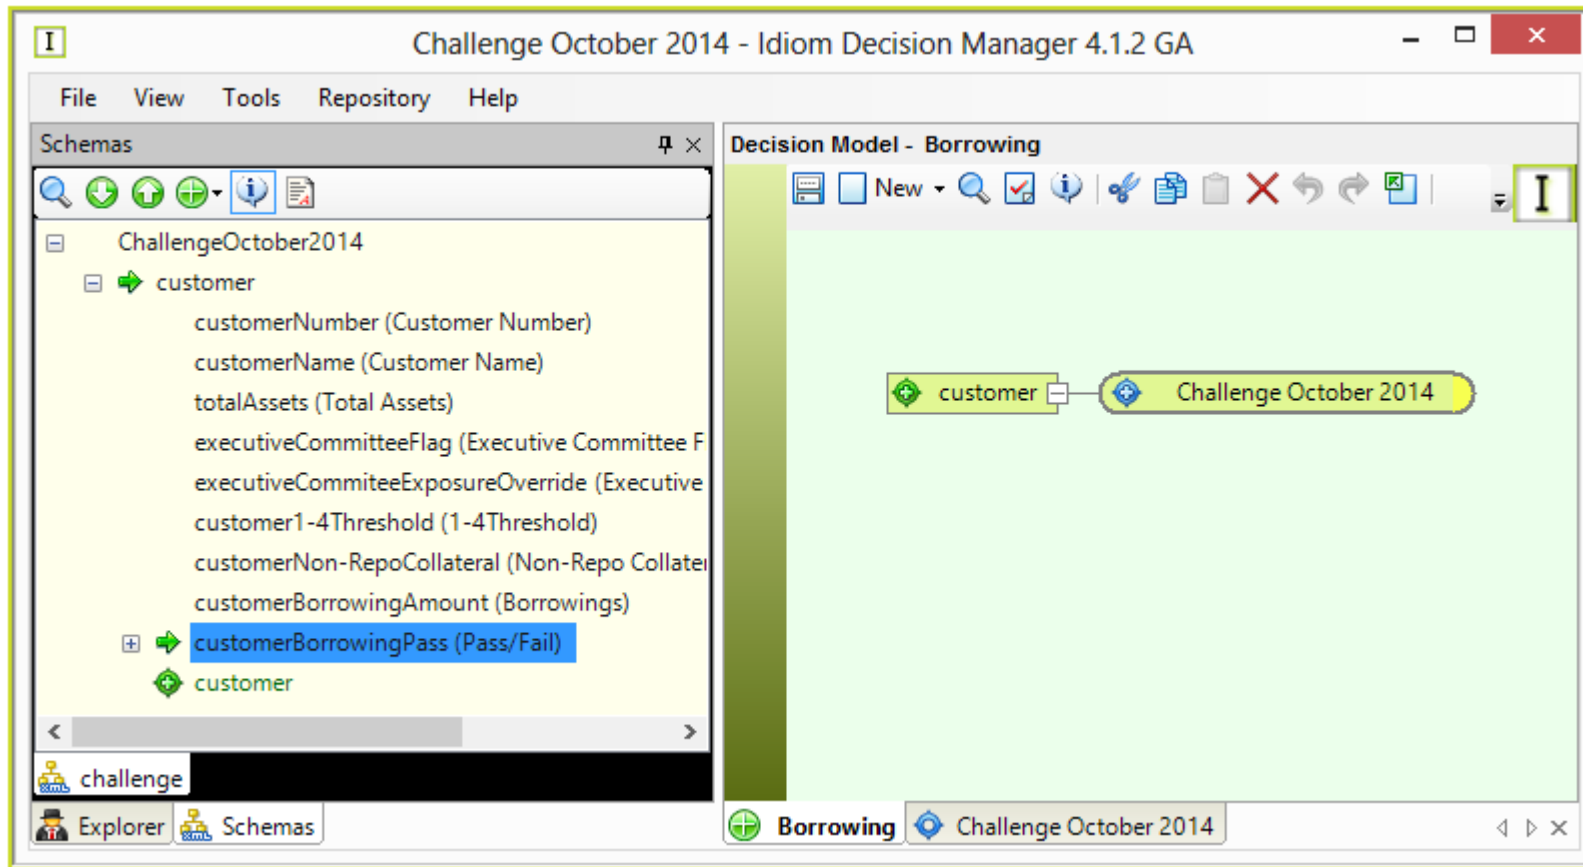 I
Challenge October 2014 - Idiom Decision Manager 4.1.2 GA
File View Tools Repository Help
Schemas
ChallengeOctober2014
customer
customerNumber (Customer Number)
customerName (Customer Name)
totalAssets (Total Assets)
executiveCommitteeFlag (Executive Committee F
executiveCommiteeExposureOverride (Executive
customer1-4Threshold (1-4Threshold)
customerNon-RepoCollateral (Non-Repo Collater
customerBorrowingAmount (Borrowings)
customerBorrowingPass (Pass/Fail)
customer
challenge
Explorer Schemas
Decision Model - Borrowing
New I
customer Challenge October 2014
Borrowing Challenge October 2014